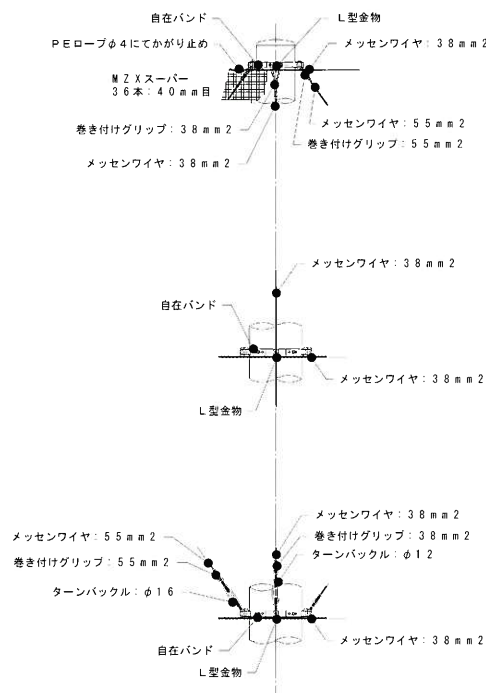 自在バンド
L型金物
PEロープφ4にてかがり止め
メッセンワイヤ：38mm2
MZXスーパー
36本：40mm目
メッセンワイヤ：55mm2
巻き付けグリップ：38mm2
巻き付けグリップ：55mm2
メッセンワイヤ：38mm2
メッセンワイヤ：38mm2
自在バンド
メッセンワイヤ：38mm2
L型金物
メッセンワイヤ：38mm2
メッセンワイヤ：55mm2
巻き付けグリップ：38mm2
巻き付けグリップ：55mm2
ターンバックル：φ12
ターンバックル：φ16
メッセンワイヤ：38mm2
自在バンド
L型金物